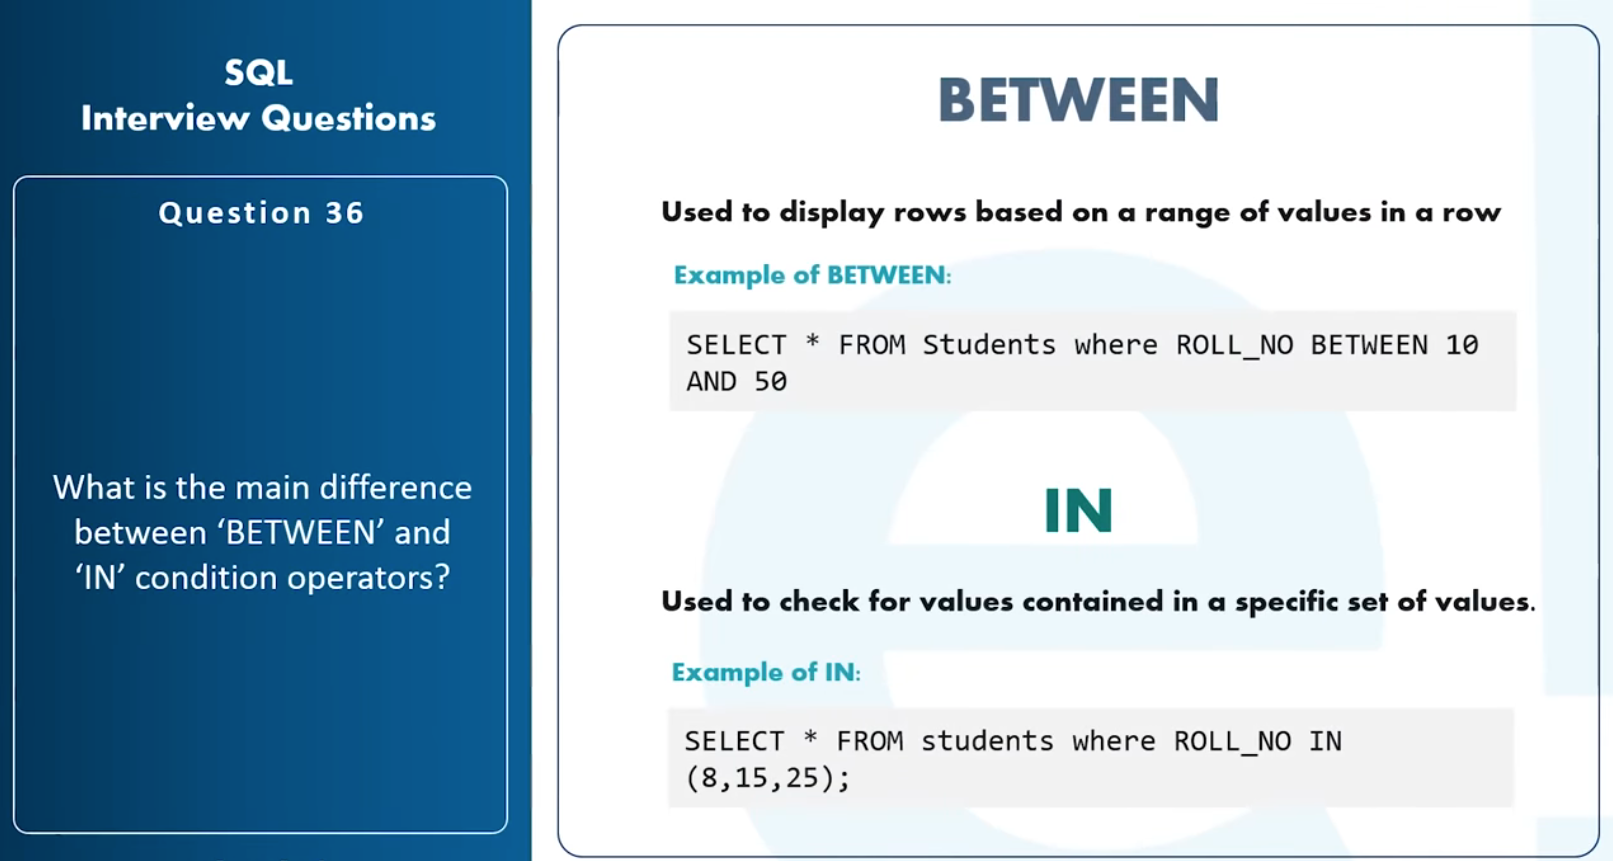 SQL
Interview Questions
Question 36
What is the main difference
between ‘BETWEEN’ and
‘IN’ condition operators?
BETWEEN
Used to display rows based on a range of values in a row
Example of BETWEEN:
SELECT * FROM Students where ROLL_NO BETWEEN 10
AND 50
IN
Used to check for values contained in a specific set of values.
Example of IN:
SELECT * FROM students where ROLL_NO IN
(8,15,25);